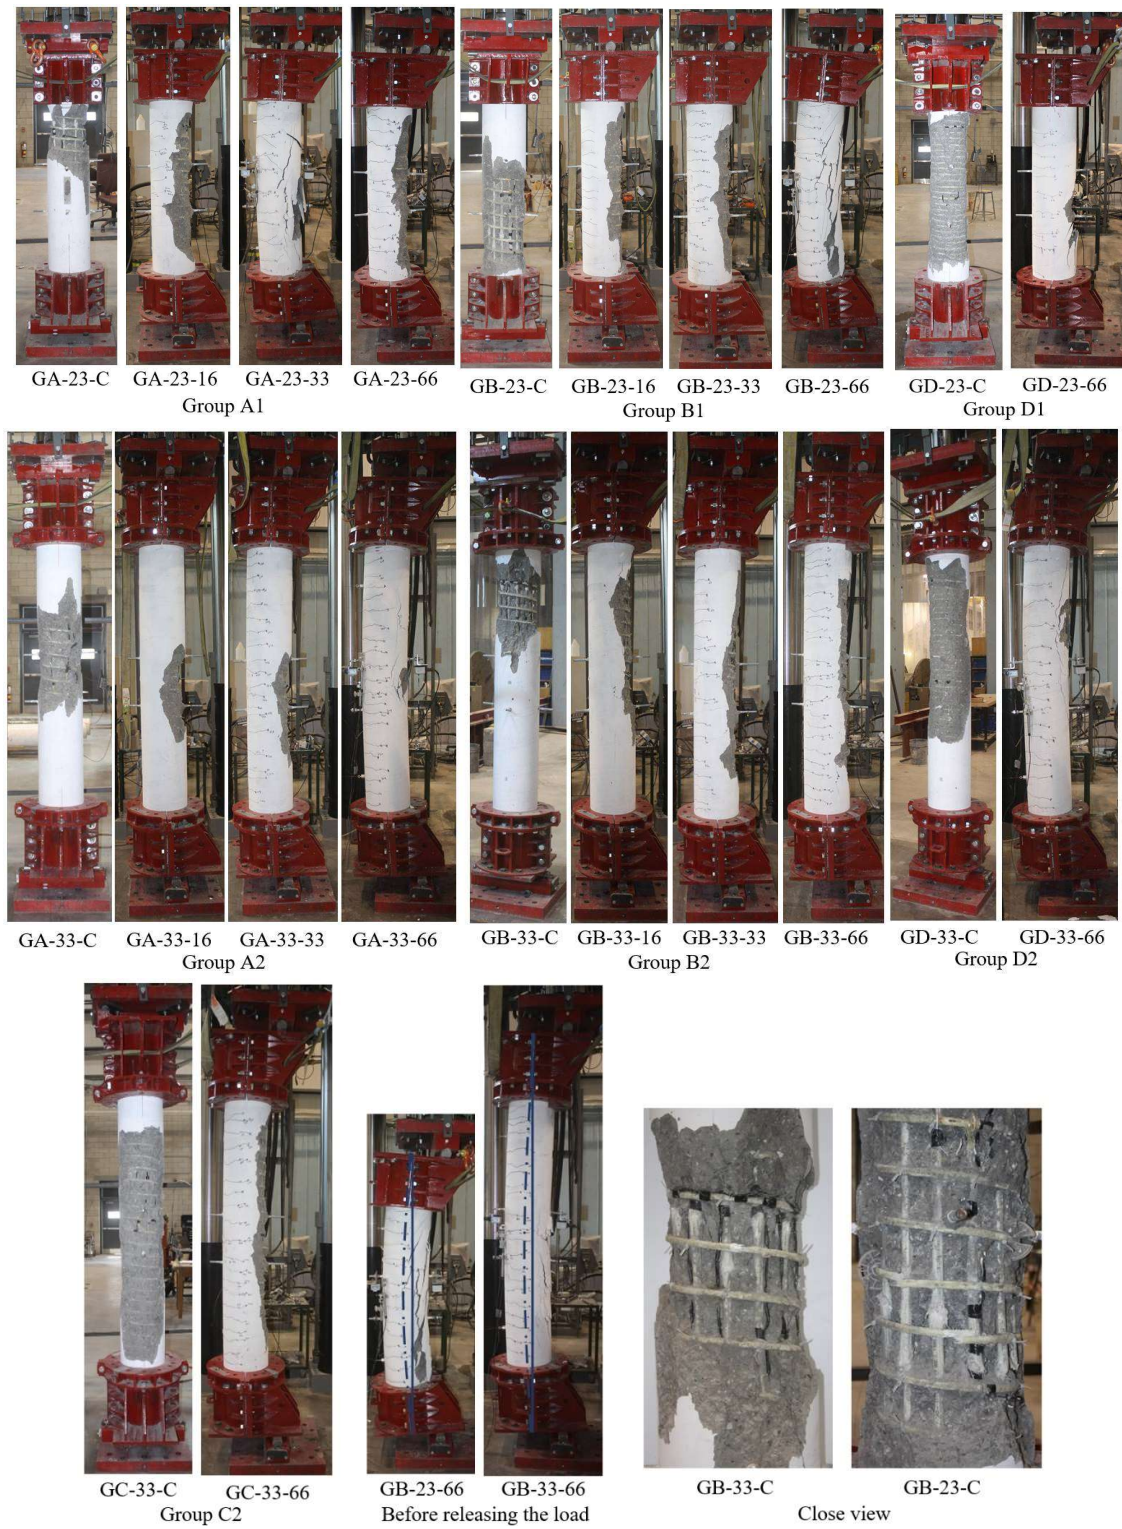 GA-23-C GA-23-16 GA-23-33 GA-23-66 GB-23-C GB-23-16 GB-23-33 GB-23-66 GD-23-C GD-23-66
Group A1 Group B1 Group D1
GA-33-C GA-33-16 GA-33-33 GA-33-66 GB-33-C GB-33-16 GB-33-33 GB-33-66 GD-33-C GD-33-66
Group A2 Group B2 Group D2
GC-33-C GC-33-66 GB-23-66 GB-33-66 GB-33-C GB-23-C
Group C2 Before releasing the load Close view